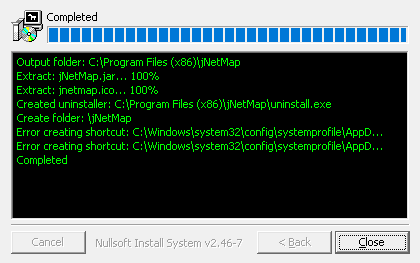 Completed
Output folder: C:\Program Files (x86)\jNetMap
Extract: jNetMap.jar... 100%
Extract: jnetmap.ico... 100%
Created uninstaller: C:\Program Files (x86)\jNetMap\uninstall.exe
Create folder: \jNetMap
Error creating shortcut: C:\Windows\system32\config\systemprofile\AppD...
Error creating shortcut: C:\Windows\system32\config\systemprofile\AppD...
Completed
Cancel
Nullsoft Install System v2.46-7
< Back
Close